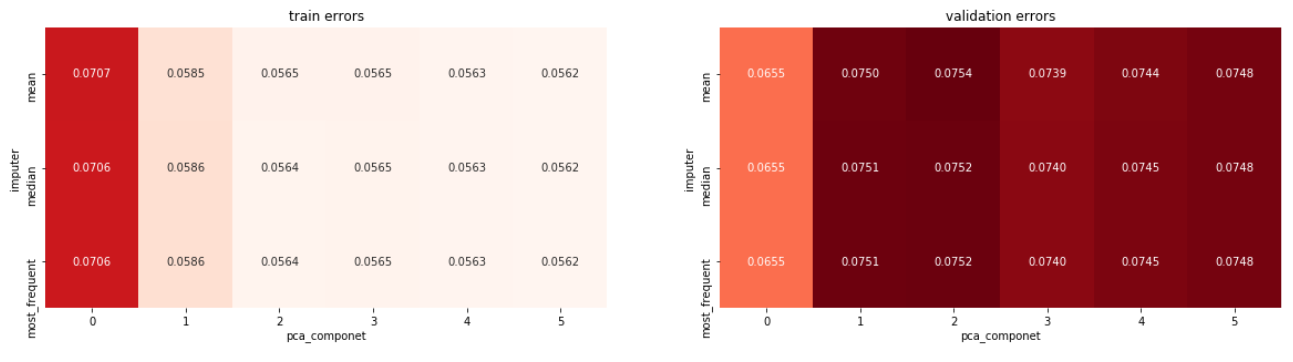 train errors
mean 0.0707 0.0585 0.0565 0.0565 0.0563 0.0562
imputer
median 0.0706 0.0586 0.0564 0.0565 0.0563 0.0562
most_frequent 0.0706 0.0586 0.0564 0.0565 0.0563 0.0562
0 1 2 3 4 5
pca_componet
validation errors
mean 0.0655 0.0750 0.0754 0.0739 0.0744 0.0748
imputer
median 0.0655 0.0751 0.0752 0.0740 0.0745 0.0748
most_frequent 0.0655 0.0751 0.0752 0.0740 0.0745 0.0748
0 1 2 3 4 5
pca_componet